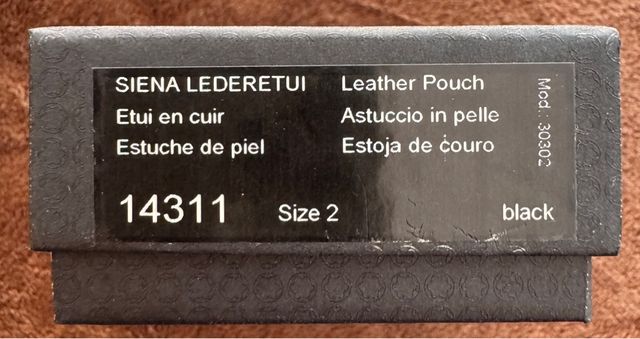 SIENA LEDERETUI Leather Pouch
Etui en cuir Astuccio in pelle
Estuche de piel Estoja de couro
14311 Size 2 black
Mod.: 30302